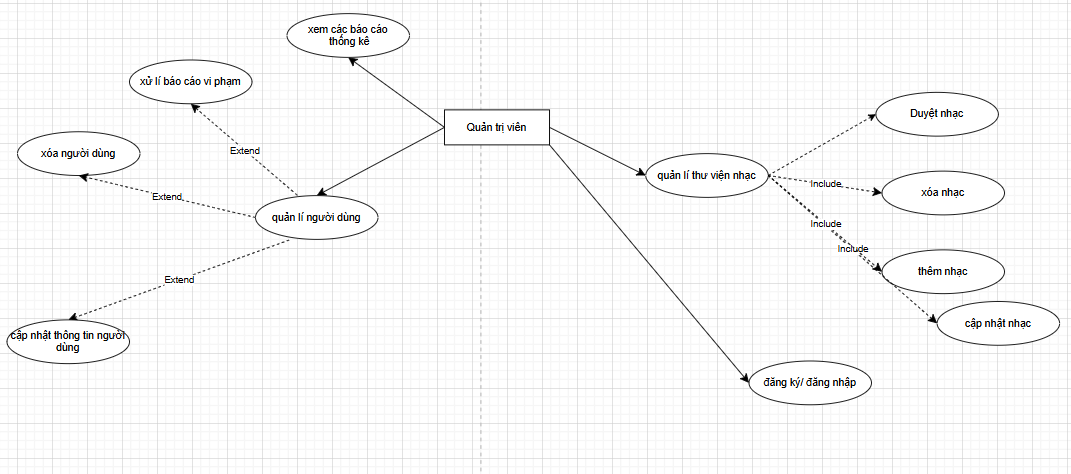 xem các báo cáo
thống kê
xử lí báo cáo vi phạm
Duyệt nhạc
Quản trị viên
Extend
xóa người dùng
quản lí thư viện nhạc
Include
xóa nhạc
Extend
quản lí người dùng
Include
Include
thêm nhạc
Extend
cập nhật nhạc
cập nhật thông tin người
dùng
đăng ký/ đăng nhập